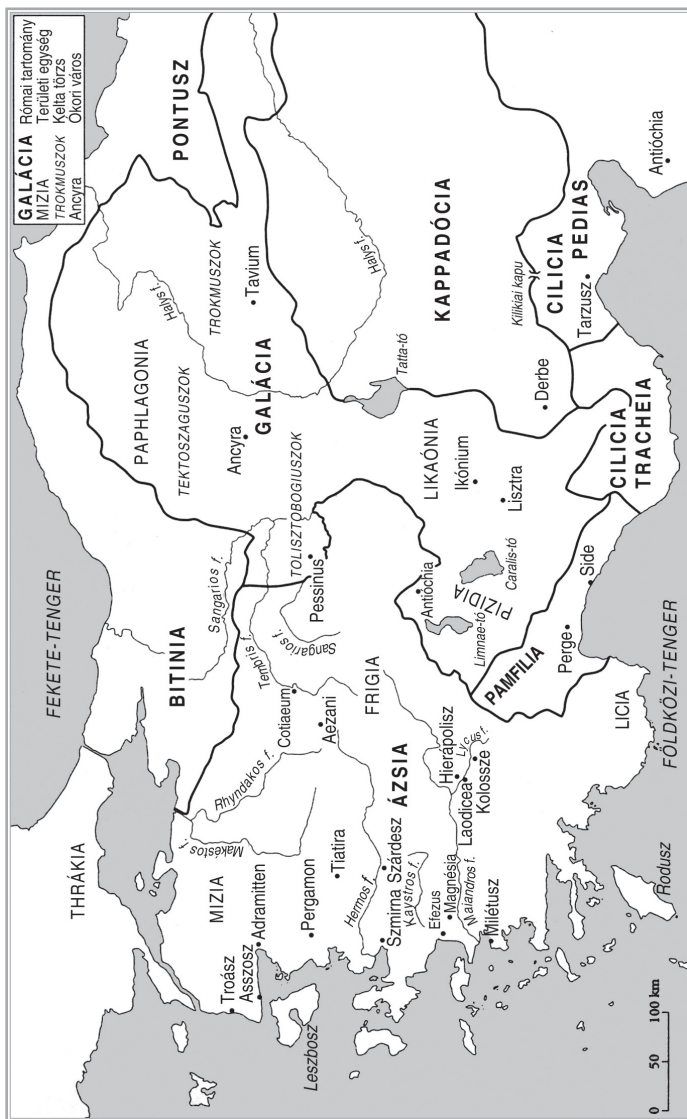 GALÁCIA Római tartomány
MIZIA Területi egység
TROKMUSZOK Kelta törzs
Ancyra Ókori város
FEKETE-TENGER
THRÁKIA
BITINIA
PAPHLAGONIA
PONTUSZ
Sangarios f.
TEKTOSZAGUSZOK
Halys f.
TROKMUSZOK
Tavium
Ancyra
GALÁCIA
Halys f.
Tembris f.
TOLISZTOBOGIUSZOK
Pessinus
Sangarios f.
Tatta-tó
KAPPADÓCIA
Rhyndakos f.
Makéstos f.
Cotiaeum
Aezani
FRIGIA
MIZIA
Troász
Asszosz
Adramitten
Pergamon
Tiatira
Leszbosz
ÁZSIA
Hermos f.
Szmirna
Szárdesz
Kaystros f.
Efezus
Magnésia
Maiandros f.
Milétusz
Hierápolisz
Lycus f.
Laodicea
Kolossze
Antióchia
PIZIDIA
Limnae-tó
Caralis-tó
LIKAÓNIA
Ikónium
Lisztra
Derbe
Kilikiai kapu
CILICIA
PEDIAS
Tarzusz
Antióchia
CILICIA
TRACHEIA
PAMFILIA
Perge
Side
LICIA
FÖLDKÖZI-TENGER
Rodusz
0 50 100 km